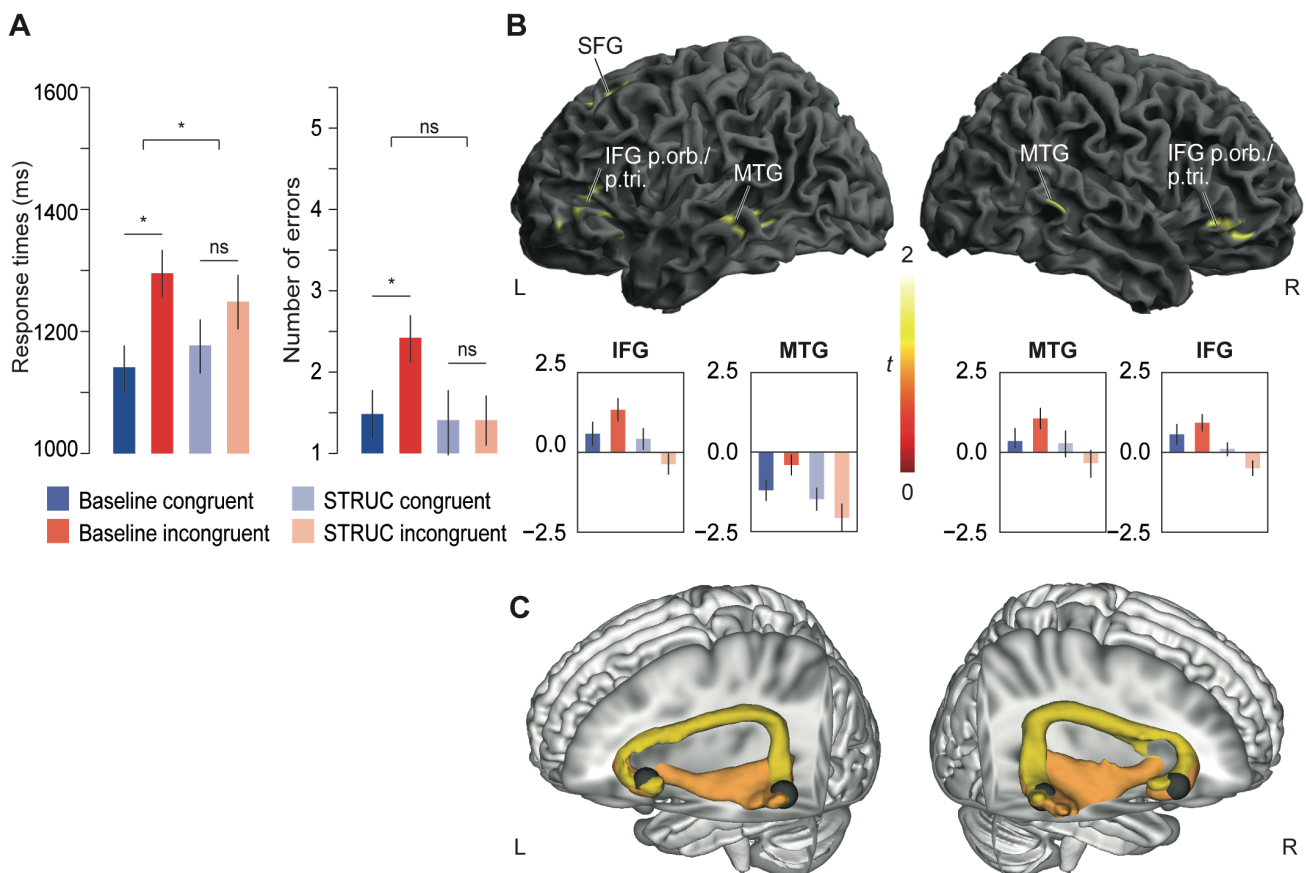 A
Response times (ms)
1600
1400
1200
1000
*
*
ns
Number of errors
5
4
3
2
1
ns
*
ns
Baseline congruent
Baseline incongruent
STRUC congruent
STRUC incongruent
B
SFG
IFG p.orb./
p.tri.
MTG
L
MTG
IFG p.orb./
p.tri.
R
2
t
0
IFG
2.5
0.0
−2.5
MTG
2.5
0.0
−2.5
MTG
2.5
0.0
−2.5
IFG
2.5
0.0
−2.5
C
L
R